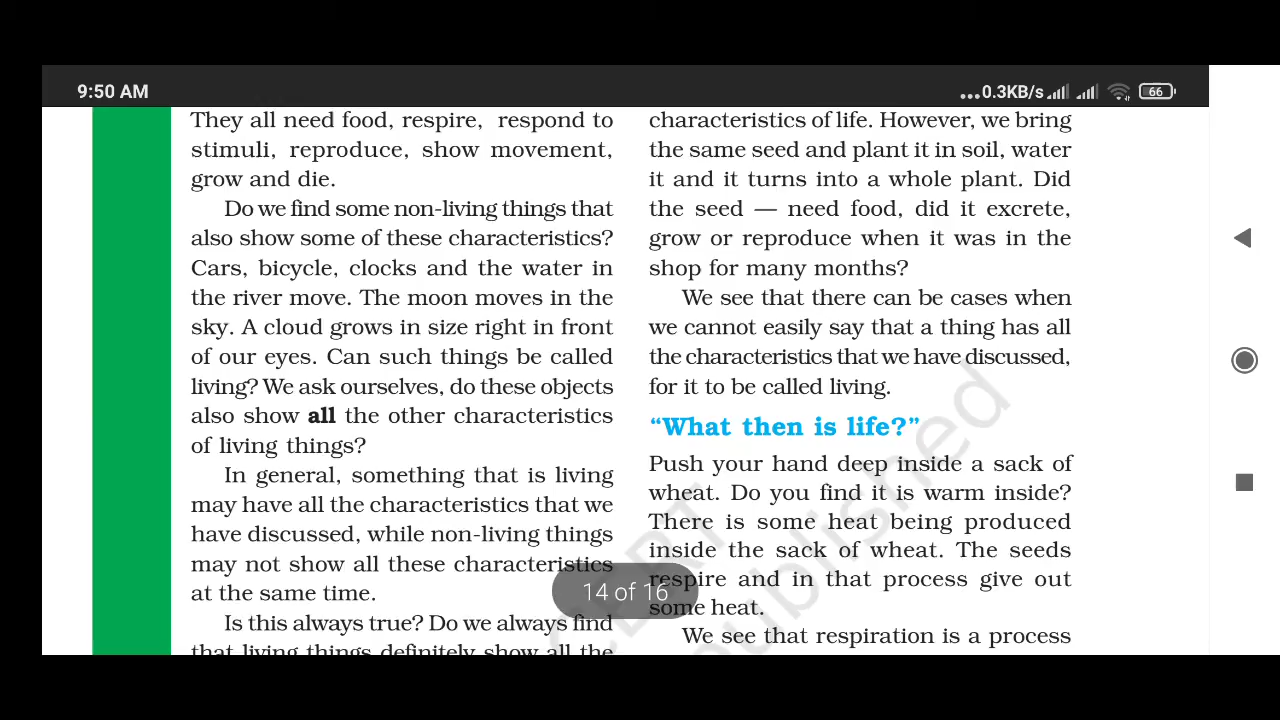 9:50 AM
...0.3KB/s
66
They all need food, respire, respond to
stimuli, reproduce, show movement,
grow and die.
Do we find some non-living things that
also show some of these characteristics?
Cars, bicycle, clocks and the water in
the river move. The moon moves in the
sky. A cloud grows in size right in front
of our eyes. Can such things be called
living? We ask ourselves, do these objects
also show all the other characteristics
of living things?
In general, something that is living
may have all the characteristics that we
have discussed, while non-living things
may not show all these characteristics
at the same time.
Is this always true? Do we always find
that living things definitely show all the
characteristics of life. However, we bring
the same seed and plant it in soil, water
it and it turns into a whole plant. Did
the seed — need food, did it excrete,
grow or reproduce when it was in the
shop for many months?
We see that there can be cases when
we cannot easily say that a thing has all
the characteristics that we have discussed,
for it to be called living.
“What then is life?”
Push your hand deep inside a sack of
wheat. Do you find it is warm inside?
There is some heat being produced
inside the sack of wheat. The seeds
respire and in that process give out
some heat.
We see that respiration is a process
14 of 16
NCERT
published